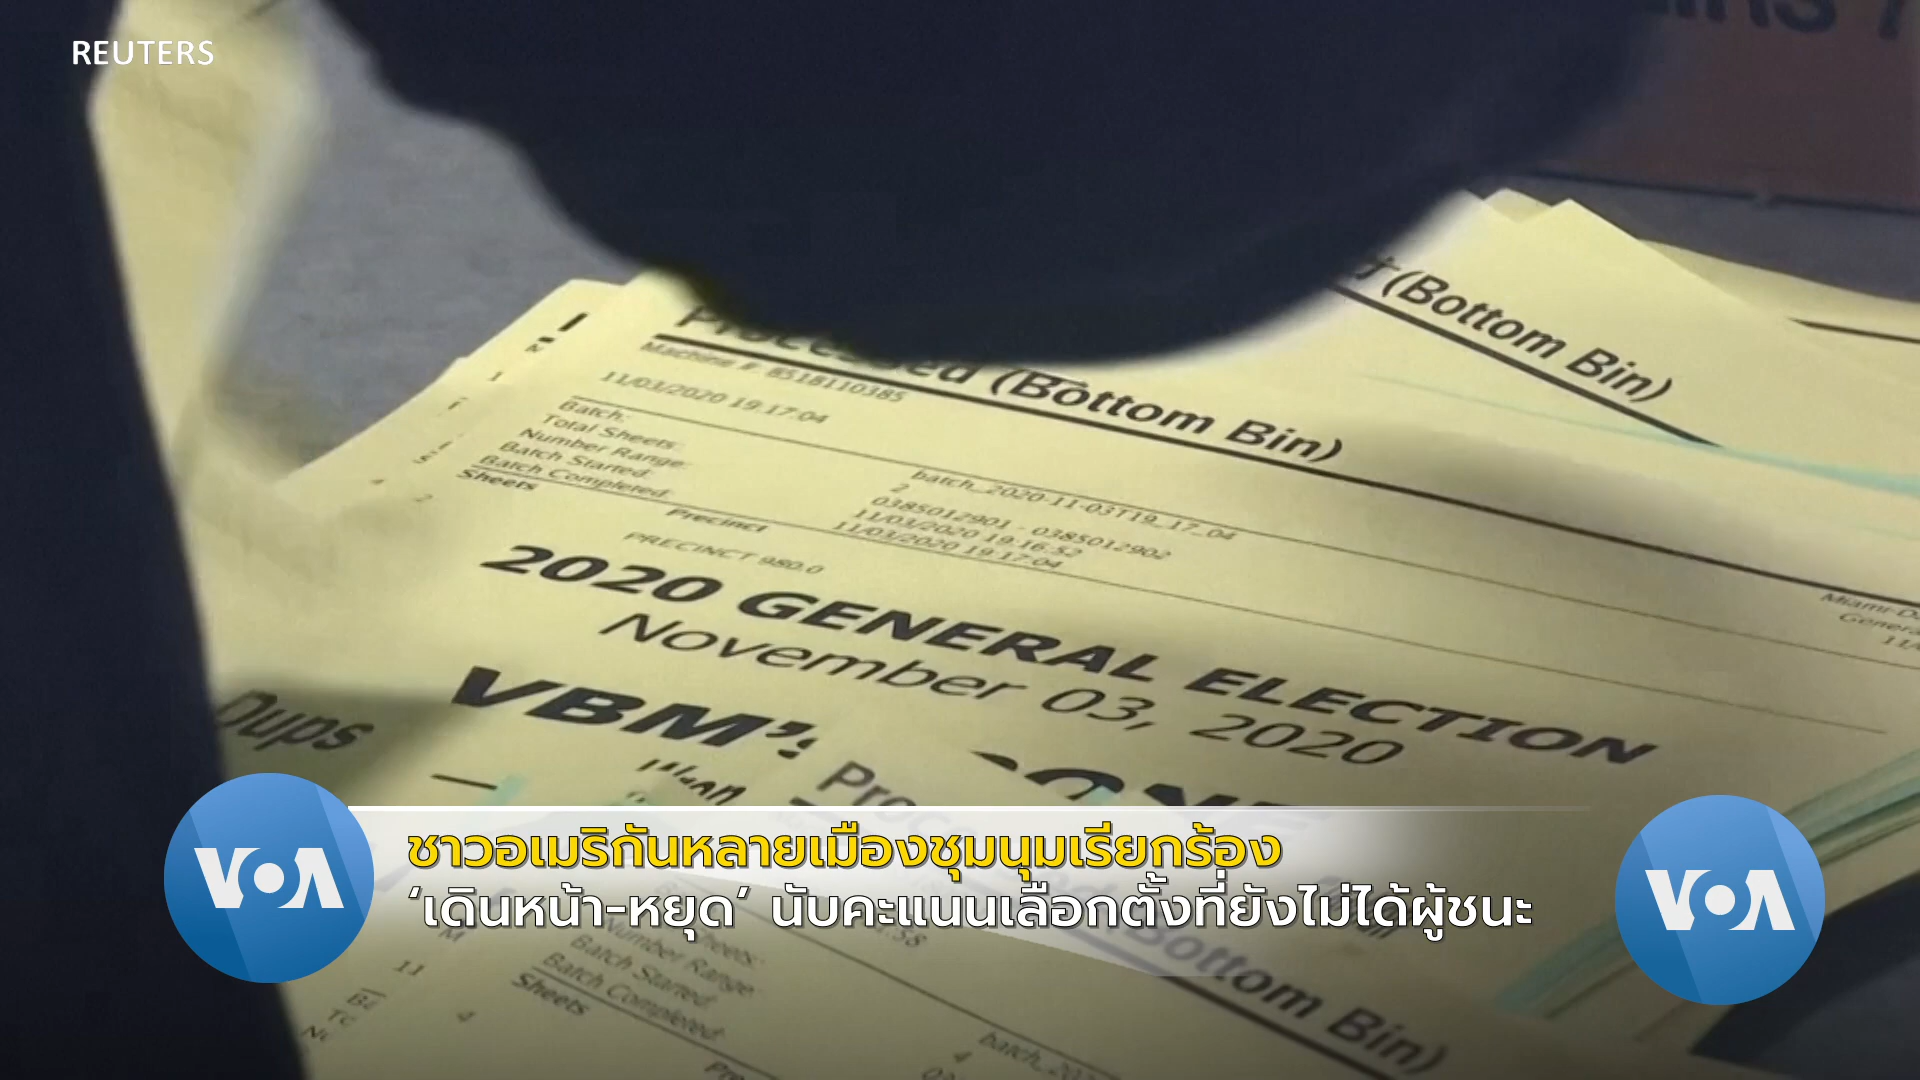 REUTERS
(Bottom Bin)
Processed (Bottom Bin)
Machine #: 8518110385
11/03/2020 19:17:04
Batch: batch_2020-11-03T19_17_04
Total Sheets: 2
Number Range: 0385012901 - 0385012902
Batch Started: 11/03/2020 19:16:52
Batch Completed: 11/03/2020 19:17:04
Sheets Precinct
PRECINCT 980.0
2020 GENERAL ELECTION
November 03, 2020
VBM's
Dups
ชาวอเมริกันหลายเมืองชุมนุมเรียกร้อง
‘เดินหน้า-หยุด’ นับคะแนนเลือกตั้งที่ยังไม่ได้ผู้ชนะ
VOA
VOA
(Bottom Bin)
Number Range:
Batch Started:
Batch Completed:
Sheets